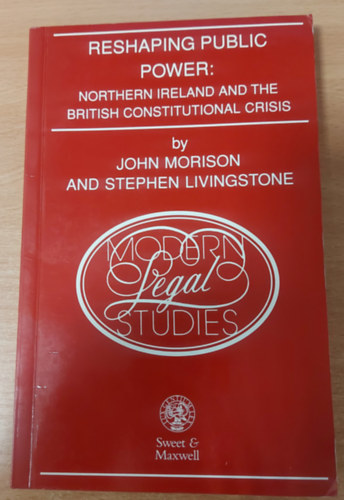 RESHAPING PUBLIC
POWER:
NORTHERN IRELAND AND THE
BRITISH CONSTITUTIONAL CRISIS
by
JOHN MORISON
AND STEPHEN LIVINGSTONE
MODERN
Legal
STUDIES
Sweet &
Maxwell